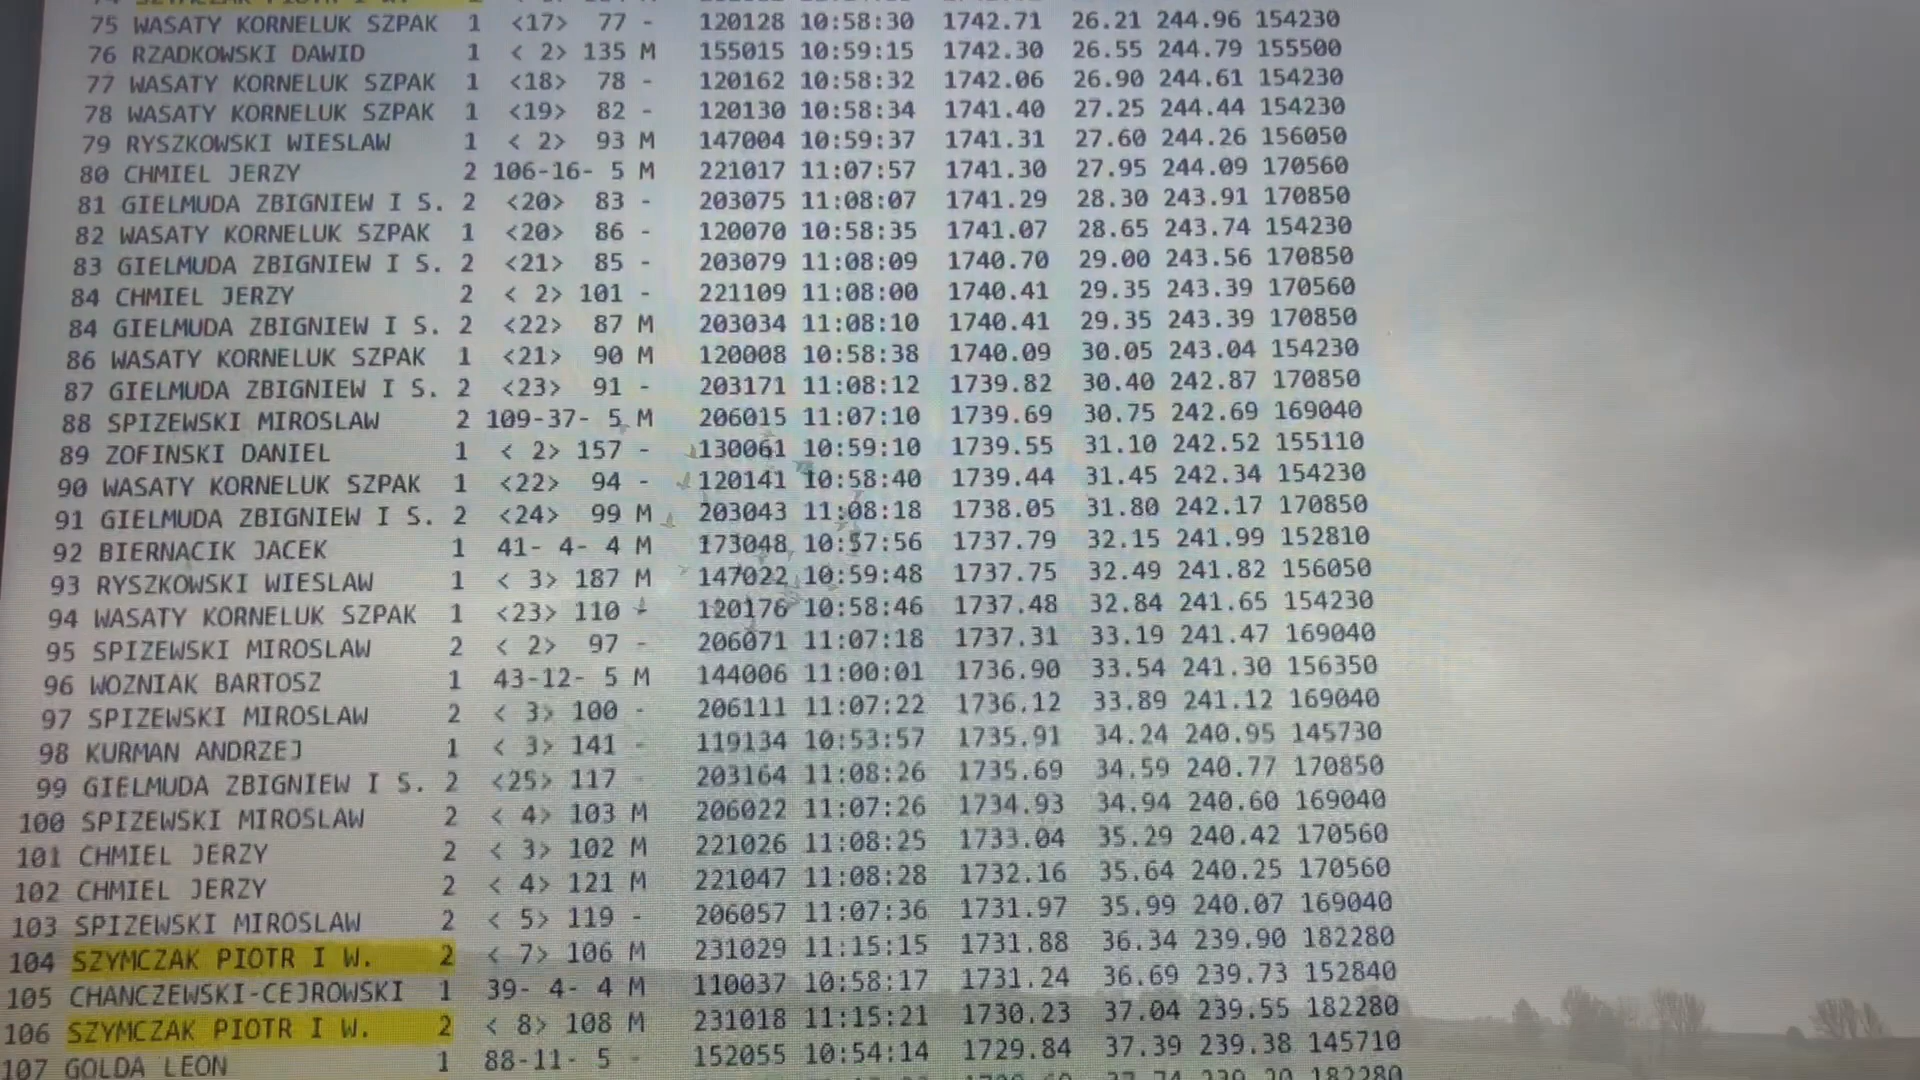 75 WASATY KORNELUK SZPAK 1 <17> 77 - 120128 10:58:30 1742.71 26.21 244.96 154230
76 RZADKOWSKI DAWID 1 < 2> 135 M 155015 10:59:15 1742.30 26.55 244.79 155500
77 WASATY KORNELUK SZPAK 1 <18> 78 - 120162 10:58:32 1742.06 26.90 244.61 154230
78 WASATY KORNELUK SZPAK 1 <19> 82 - 120130 10:58:34 1741.40 27.25 244.44 154230
79 RYSZKOWSKI WIESLAW 1 < 2> 93 M 147004 10:59:37 1741.31 27.60 244.26 156050
80 CHMIEL JERZY 2 106-16- 5 M 221017 11:07:57 1741.30 27.95 244.09 170560
81 GIELMUDA ZBIGNIEW I S. 2 <20> 83 - 203075 11:08:07 1741.29 28.30 243.91 170850
82 WASATY KORNELUK SZPAK 1 <20> 86 - 120070 10:58:35 1741.07 28.65 243.74 154230
83 GIELMUDA ZBIGNIEW I S. 2 <21> 85 - 203079 11:08:09 1740.70 29.00 243.56 170850
84 CHMIEL JERZY 2 < 2> 101 - 221109 11:08:00 1740.41 29.35 243.39 170560
84 GIELMUDA ZBIGNIEW I S. 2 <22> 87 M 203034 11:08:10 1740.41 29.35 243.39 170850
86 WASATY KORNELUK SZPAK 1 <21> 90 M 120008 10:58:38 1740.09 30.05 243.04 154230
87 GIELMUDA ZBIGNIEW I S. 2 <23> 91 - 203171 11:08:12 1739.82 30.40 242.87 170850
88 SPIZEWSKI MIROSLAW 2 109-37- 5 M 206015 11:07:10 1739.69 30.75 242.69 169040
89 ZOFINSKI DANIEL 1 < 2> 157 - 130061 10:59:10 1739.55 31.10 242.52 155110
90 WASATY KORNELUK SZPAK 1 <22> 94 - 120141 10:58:40 1739.44 31.45 242.34 154230
91 GIELMUDA ZBIGNIEW I S. 2 <24> 99 M 203043 11:08:18 1738.05 31.80 242.17 170850
92 BIERNACIK JACEK 1 41- 4- 4 M 173048 10:57:56 1737.79 32.15 241.99 152810
93 RYSZKOWSKI WIESLAW 1 < 3> 187 M 147022 10:59:48 1737.75 32.49 241.82 156050
94 WASATY KORNELUK SZPAK 1 <23> 110 - 120176 10:58:46 1737.48 32.84 241.65 154230
95 SPIZEWSKI MIROSLAW 2 < 2> 97 - 206071 11:07:18 1737.31 33.19 241.47 169040
96 WOZNIAK BARTOSZ 1 43-12- 5 M 144006 11:00:01 1736.90 33.54 241.30 156350
97 SPIZEWSKI MIROSLAW 2 < 3> 100 - 206111 11:07:22 1736.12 33.89 241.12 169040
98 KURMAN ANDRZEJ 1 < 3> 141 - 119134 10:53:57 1735.91 34.24 240.95 145730
99 GIELMUDA ZBIGNIEW I S. 2 <25> 117 - 203164 11:08:26 1735.69 34.59 240.77 170850
100 SPIZEWSKI MIROSLAW 2 < 4> 103 M 206022 11:07:26 1734.93 34.94 240.60 169040
101 CHMIEL JERZY 2 < 3> 102 M 221026 11:08:25 1733.04 35.29 240.42 170560
102 CHMIEL JERZY 2 < 4> 121 M 221047 11:08:28 1732.16 35.64 240.25 170560
103 SPIZEWSKI MIROSLAW 2 < 5> 119 - 206057 11:07:36 1731.97 35.99 240.07 169040
104 SZYMCZAK PIOTR I W. 2 < 7> 106 M 231029 11:15:15 1731.88 36.34 239.90 182280
105 CHANCZEWSKI-CEJROWSKI 1 39- 4- 4 M 110037 10:58:17 1731.24 36.69 239.73 152840
106 SZYMCZAK PIOTR I W. 2 < 8> 108 M 231018 11:15:21 1730.23 37.04 239.55 182280
107 GOLDA LEON 1 88-11- 5 - 152055 10:54:14 1729.84 37.39 239.38 145710